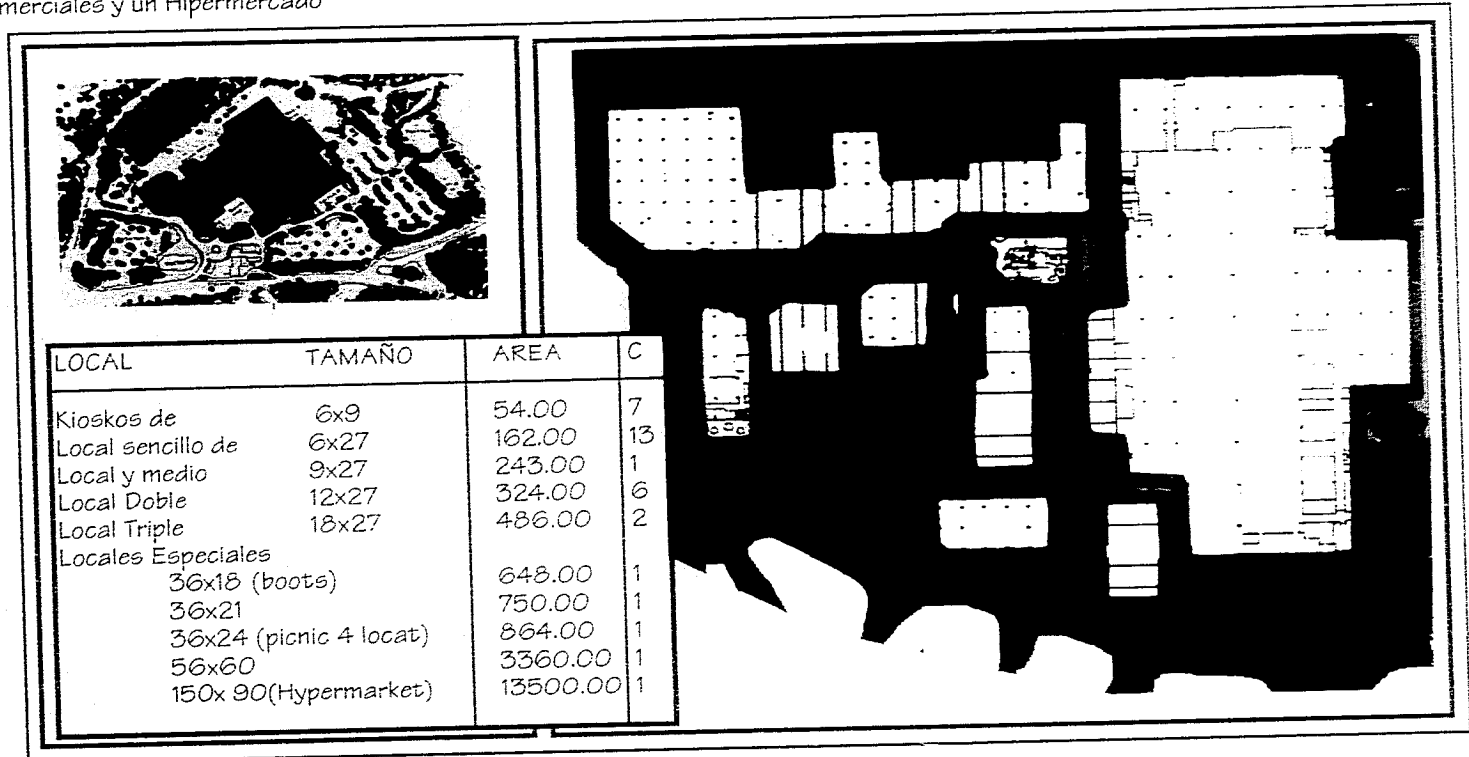 merciales y un Hipermercado
LOCAL TAMAÑO AREA C
Kioskos de 6x9 54.00 7
Local sencillo de 6x27 162.00 13
Local y medio 9x27 243.00 1
Local Doble 12x27 324.00 6
Local Triple 18x27 486.00 2
Locales Especiales
36x18 (boots) 648.00 1
36x21 750.00 1
36x24 (picnic 4 locat) 864.00 1
56x60 3360.00 1
150x 90(Hypermarket) 13500.00 1